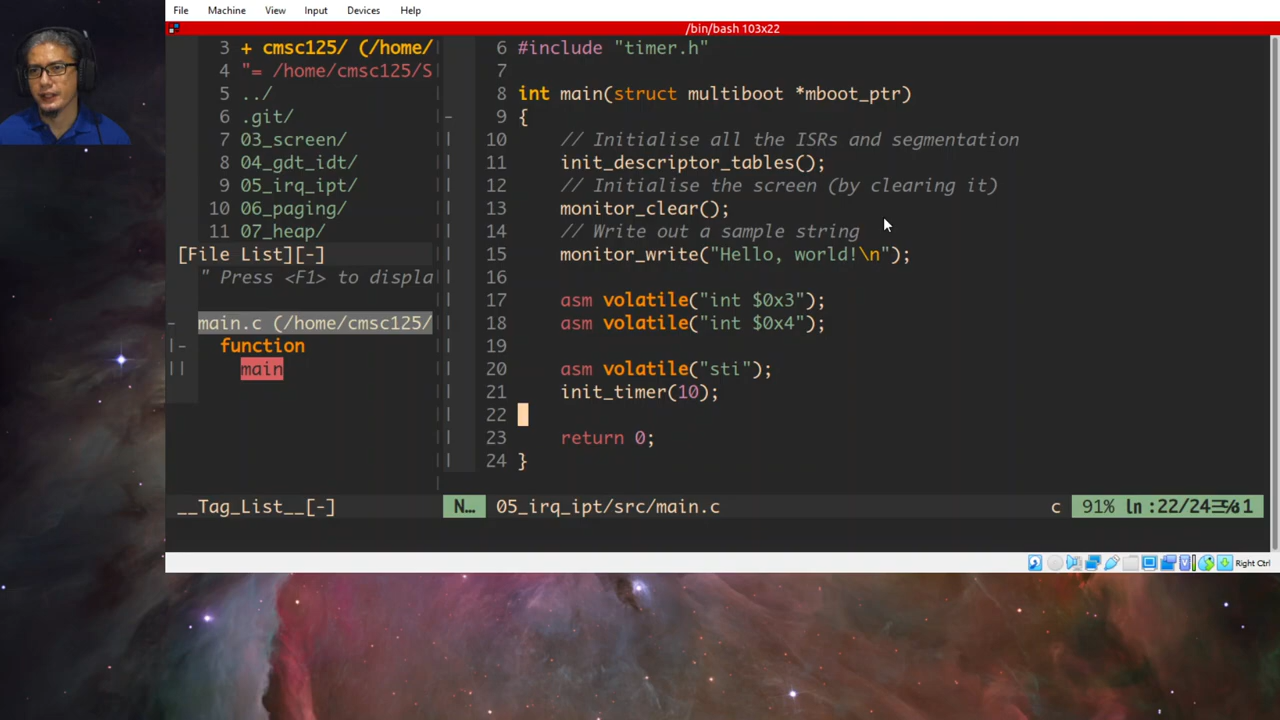 File Machine View Input Devices Help
/bin/bash 103x22
3 + cmsc125/ (/home/
4 "= /home/cmsc125/S
5 ../
6 .git/
7 03_screen/
8 04_gdt_idt/
9 05_irq_ipt/
10 06_paging/
11 07_heap/
[File List][-]
" Press <F1> to displa
- main.c (/home/cmsc125/
|- function
|| main
__Tag_List__[-]
6 #include "timer.h"
7
8 int main(struct multiboot *mboot_ptr)
- 9 {
| 10 // Initialise all the ISRs and segmentation
| 11 init_descriptor_tables();
| 12 // Initialise the screen (by clearing it)
| 13 monitor_clear();
| 14 // Write out a sample string
| 15 monitor_write("Hello, world!\n");
| 16
| 17 asm volatile("int $0x3");
| 18 asm volatile("int $0x4");
| 19
| 20 asm volatile("sti");
| 21 init_timer(10);
| 22
| 23 return 0;
| 24 }
N… 05_irq_ipt/src/main.c c 91% ln :22/24
Right Ctrl